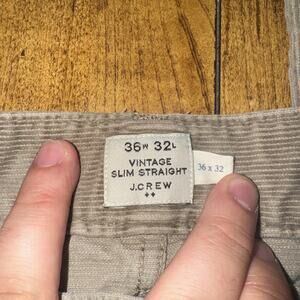 36W 32L
VINTAGE
SLIM STRAIGHT
J.CREW
36 x 32